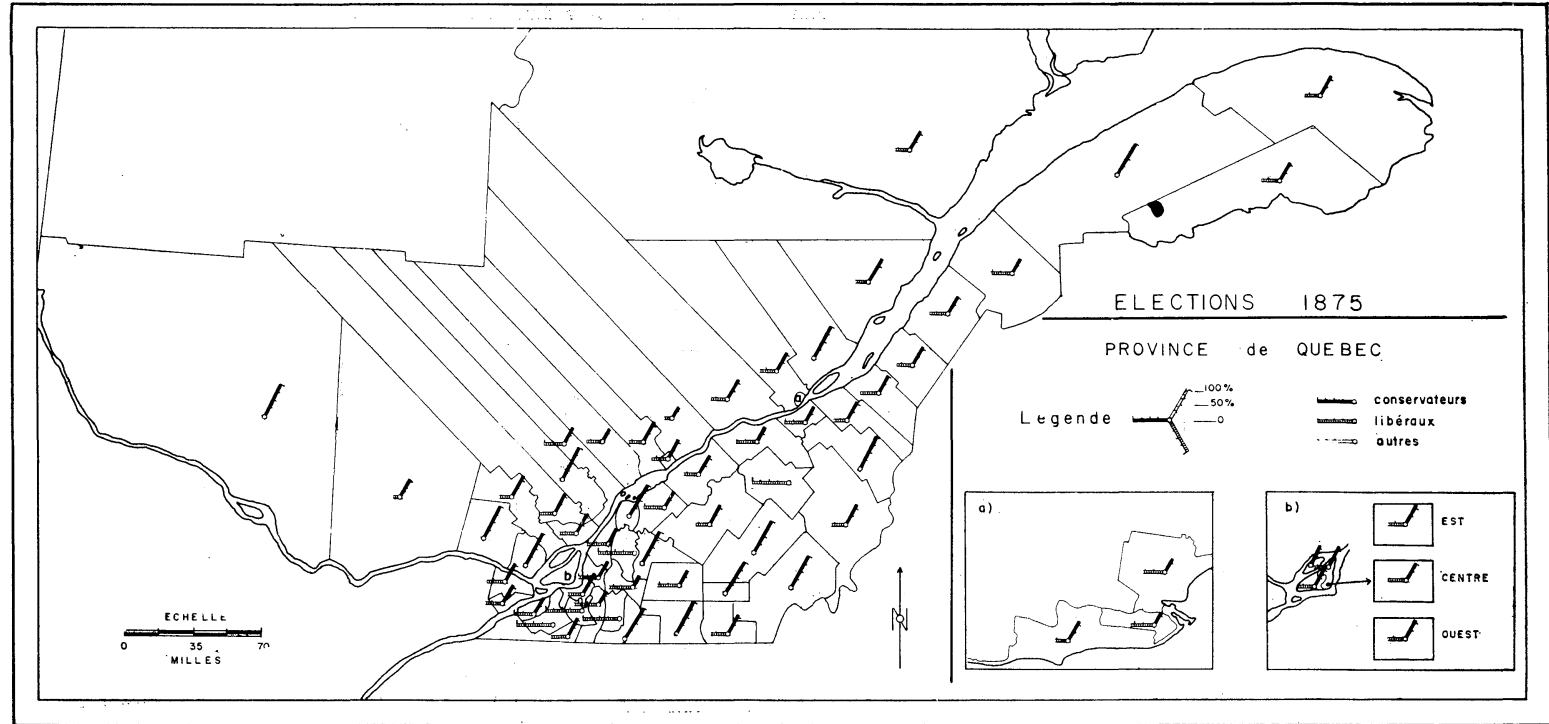 ELECTIONS 1875
PROVINCE de QUEBEC
Légende
100%
50%
0
conservateurs
libéraux
autres
a
b
a)
b)
EST
CENTRE
OUEST
N
ECHELLE
0 35 70
MILLES